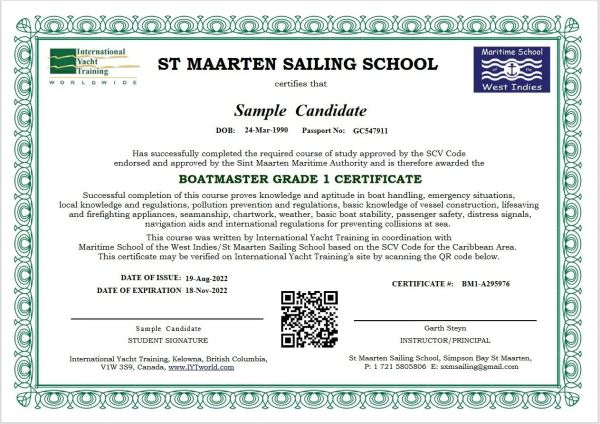 International
Yacht
Training
WORLDWIDE
ST MAARTEN SAILING SCHOOL
Maritime School
of the
West Indies
certifies that
Sample Candidate
DOB: 24-Mar-1990 Passport No: GC547911
Has successfully completed the required course of study approved by the SCV Code
endorsed and approved by the Sint Maarten Maritime Authority and is therefore awarded the
BOATMASTER GRADE 1 CERTIFICATE
Successful completion of this course proves knowledge and aptitude in boat handling, emergency situations,
local knowledge and regulations, pollution prevention and regulations, basic knowledge of vessel construction, lifesaving
and firefighting appliances, seamanship, chartwork, weather, basic boat stability, passenger safety, distress signals,
navigation aids and international regulations for preventing collisions at sea.
This course was written by International Yacht Training in coordination with
Maritime School of the West Indies/St Maarten Sailing School based on the SCV Code for the Caribbean Area.
This certificate may be verified on International Yacht Training's site by scanning the QR code below.
DATE OF ISSUE: 19-Aug-2022
DATE OF EXPIRATION 18-Nov-2022
CERTIFICATE #: BM1-A295976
Sample Candidate
STUDENT SIGNATURE
Garth Steyn
INSTRUCTOR/PRINCIPAL
International Yacht Training, Kelowna, British Columbia,
V1W 3S9, Canada, www.IYTworld.com
St Maarten Sailing School, Simpson Bay St Maarten,
P: 1 721 5805806 E: sxmsailing@gmail.com